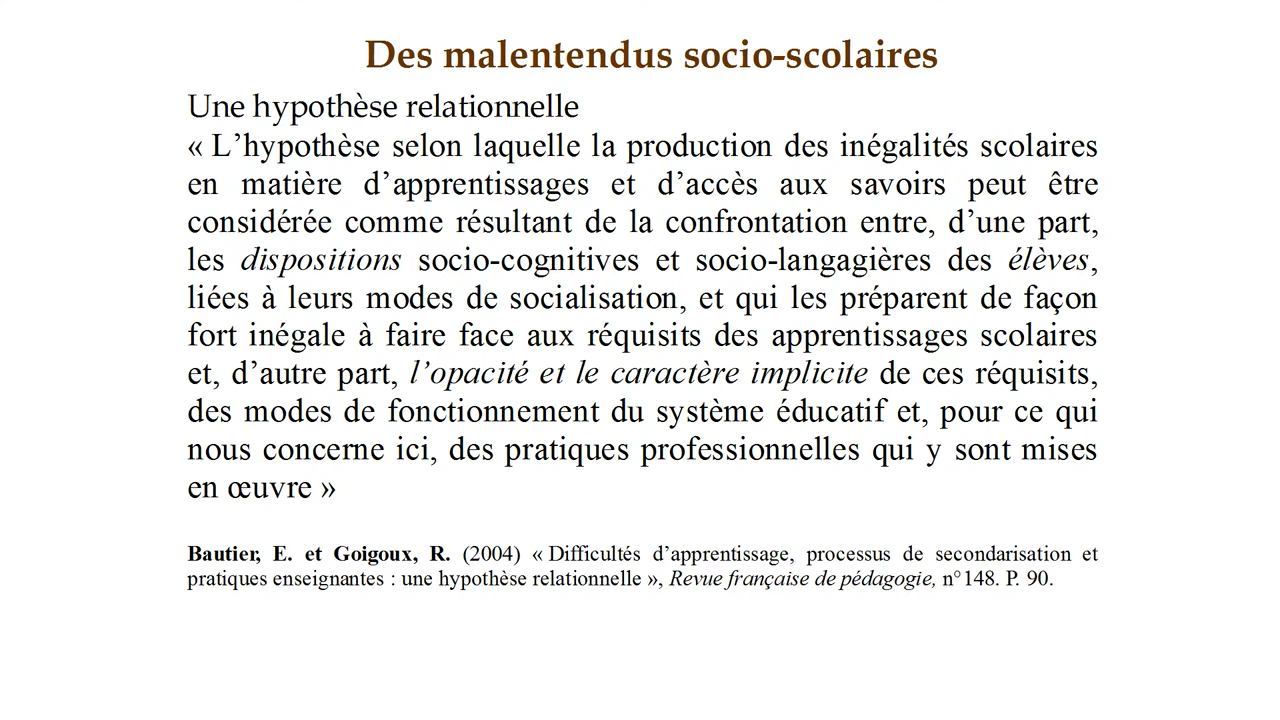 Des malentendus socio-scolaires
Une hypothèse relationnelle
« L’hypothèse selon laquelle la production des inégalités scolaires
en matière d’apprentissages et d’accès aux savoirs peut être
considérée comme résultant de la confrontation entre, d’une part,
les dispositions socio-cognitives et socio-langagières des élèves,
liées à leurs modes de socialisation, et qui les préparent de façon
fort inégale à faire face aux réquisits des apprentissages scolaires
et, d’autre part, l’opacité et le caractère implicite de ces réquisits,
des modes de fonctionnement du système éducatif et, pour ce qui
nous concerne ici, des pratiques professionnelles qui y sont mises
en œuvre »
Bautier, E. et Goigoux, R. (2004) « Difficultés d’apprentissage, processus de secondarisation et
pratiques enseignantes : une hypothèse relationnelle », Revue française de pédagogie, n°148. P. 90.